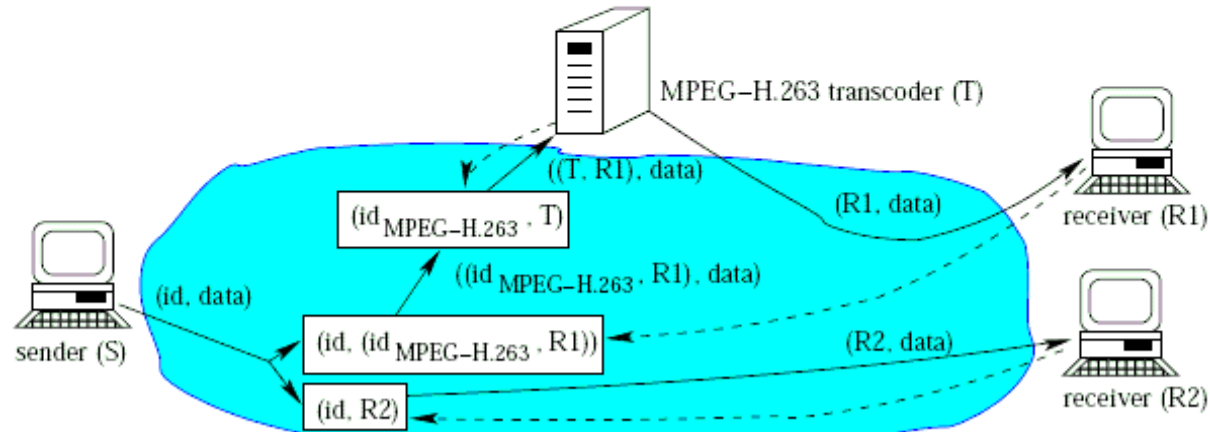 MPEG–H.263 transcoder (T)
((T, R1), data)
(id MPEG–H.263 , T)
(R1, data)
receiver (R1)
((id MPEG–H.263 , R1), data)
(id, data)
sender (S)
(id, (id MPEG–H.263 , R1))
(R2, data)
(id, R2)
receiver (R2)